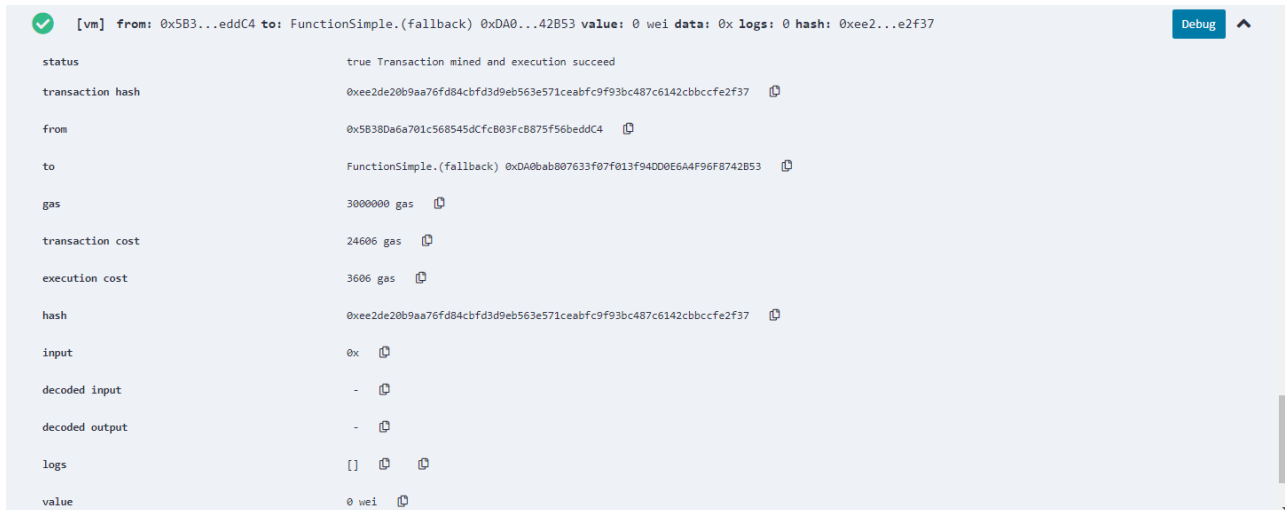 [vm] from: 0x5B3...eddC4 to: FunctionSimple.(fallback) 0xDA0...42B53 value: 0 wei data: 0x logs: 0 hash: 0xee2...e2f37 Debug
status true Transaction mined and execution succeed
transaction hash 0xee2de20b9aa76fd84cbfd3d9eb563e571ceabfc9f93bc487c6142cbbccfe2f37
from 0x5B38Da6a701c568545dCfcB03FcB875f56beddC4
to FunctionSimple.(fallback) 0xDA0bab807633f07f013f94DD0E6A4F96F8742B53
gas 3000000 gas
transaction cost 24606 gas
execution cost 3606 gas
hash 0xee2de20b9aa76fd84cbfd3d9eb563e571ceabfc9f93bc487c6142cbbccfe2f37
input 0x
decoded input -
decoded output -
logs []
value 0 wei